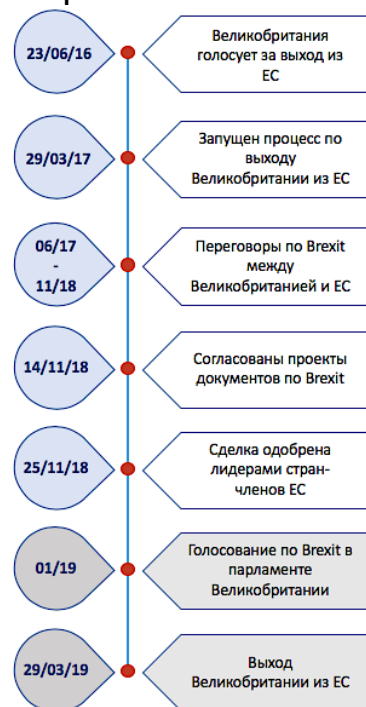 23/06/16
Великобритания
голосует за выход из
ЕС
29/03/17
Запущен процесс по
выходу
Великобритании из ЕС
06/17
-
11/18
Переговоры по Brexit
между
Великобританией и ЕС
14/11/18
Согласованы проекты
документов по Brexit
25/11/18
Сделка одобрена
лидерами стран-
членов ЕС
01/19
Голосование по Brexit в
парламенте
Великобритании
29/03/19
Выход
Великобритании из ЕС